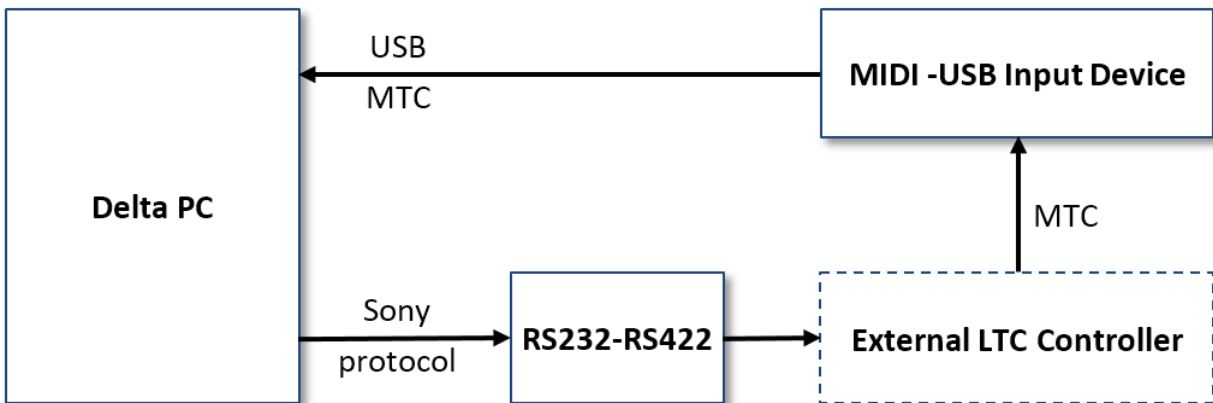 USB
MTC
MIDI -USB Input Device
Delta PC
MTC
Sony
protocol
RS232-RS422
External LTC Controller